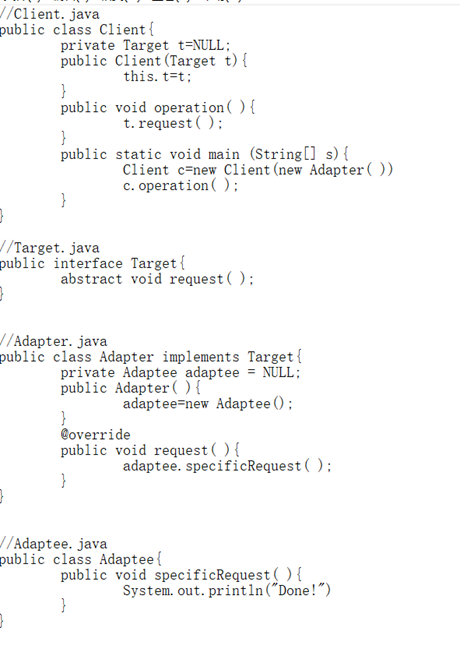 //Client.java
public class Client{
private Target t=NULL;
public Client(Target t){
this.t=t;
}
public void operation( ){
t.request( );
}
public static void main (String[] s){
Client c=new Client(new Adapter( ))
c.operation( );
}
}
//Target.java
public interface Target{
abstract void request( );
}
//Adapter.java
public class Adapter implements Target{
private Adaptee adaptee = NULL;
public Adapter( ){
adaptee=new Adaptee();
}
@override
public void request( ){
adaptee.specificRequest( );
}
}
//Adaptee.java
public class Adaptee{
public void specificRequest( ){
System.out.println("Done!")
}
}